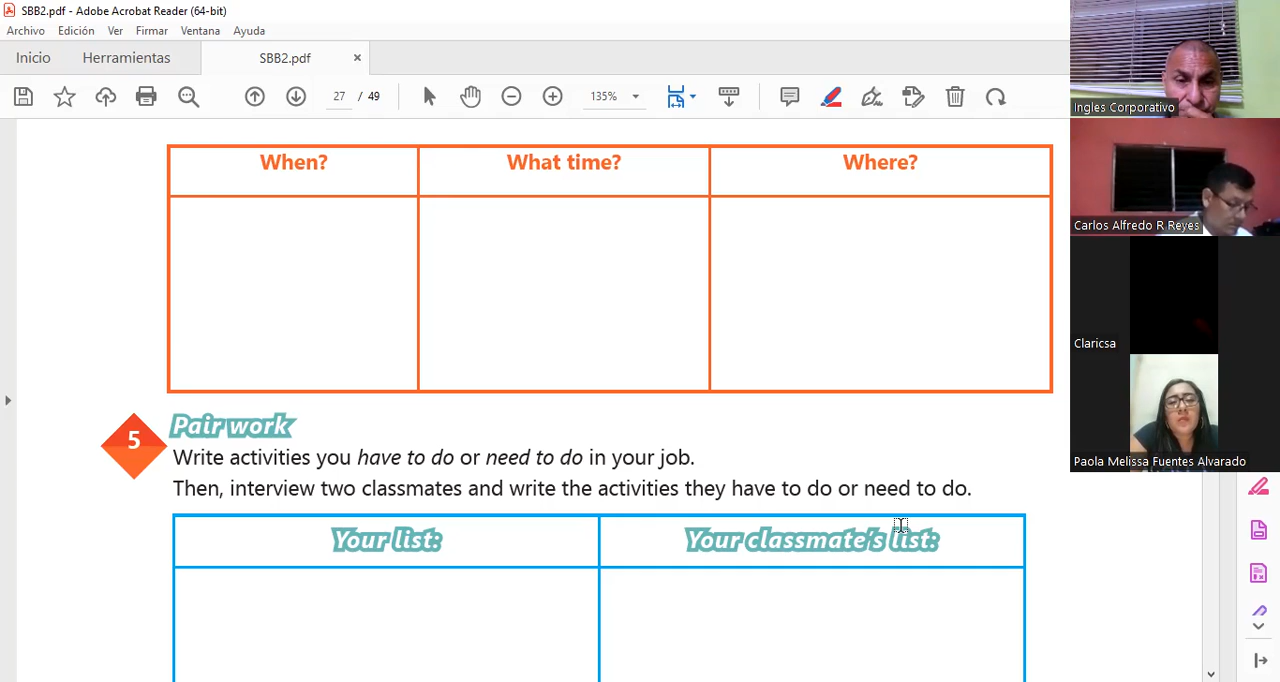 SBB2.pdf - Adobe Acrobat Reader (64-bit)
Archivo Edición Ver Firmar Ventana Ayuda
Inicio Herramientas SBB2.pdf ×
27 / 49 135%
When? What time? Where?
5 Pair work
Write activities you have to do or need to do in your job.
Then, interview two classmates and write the activities they have to do or need to do.
Your list: Your classmate's list:
Ingles Corporativo
Carlos Alfredo R Reyes
Claricsa
Paola Melissa Fuentes Alvarado